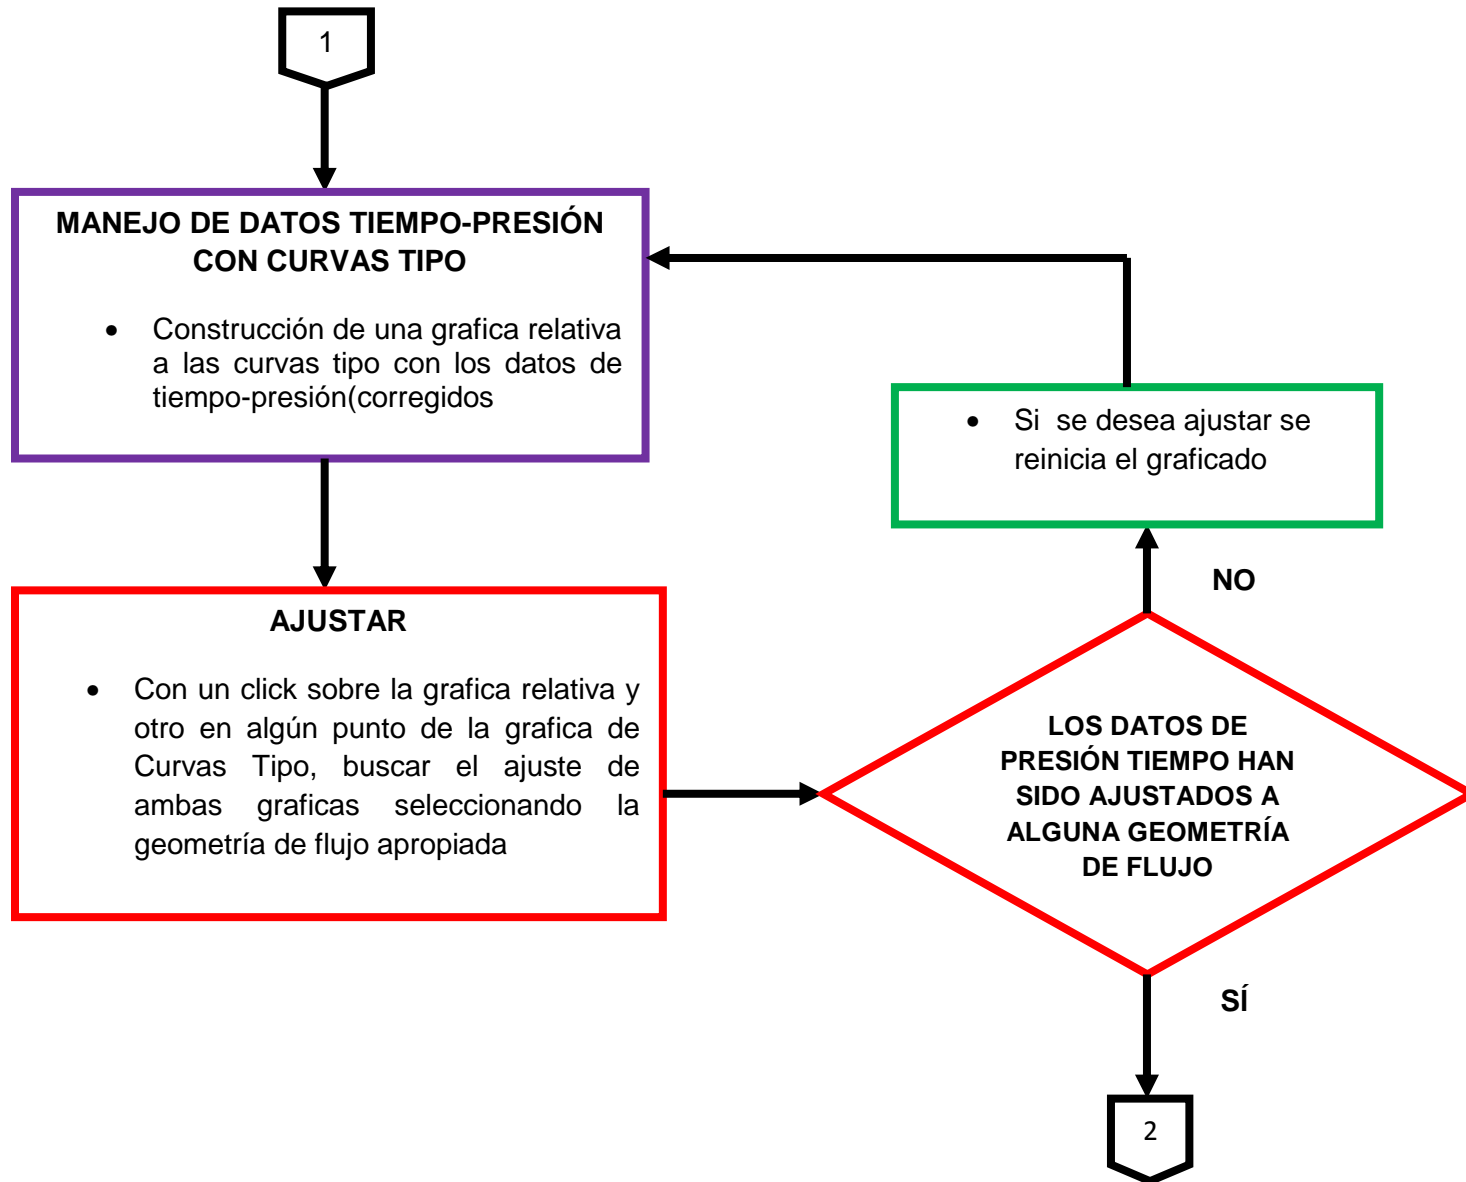 1
MANEJO DE DATOS TIEMPO-PRESIÓN
CON CURVAS TIPO
• Construcción de una grafica relativa
a las curvas tipo con los datos de
tiempo-presión(corregidos
• Si se desea ajustar se
reinicia el graficado
NO
AJUSTAR
• Con un click sobre la grafica relativa y
otro en algún punto de la grafica de
Curvas Tipo, buscar el ajuste de
ambas graficas seleccionando la
geometría de flujo apropiada
LOS DATOS DE
PRESIÓN TIEMPO HAN
SIDO AJUSTADOS A
ALGUNA GEOMETRÍA
DE FLUJO
SÍ
2